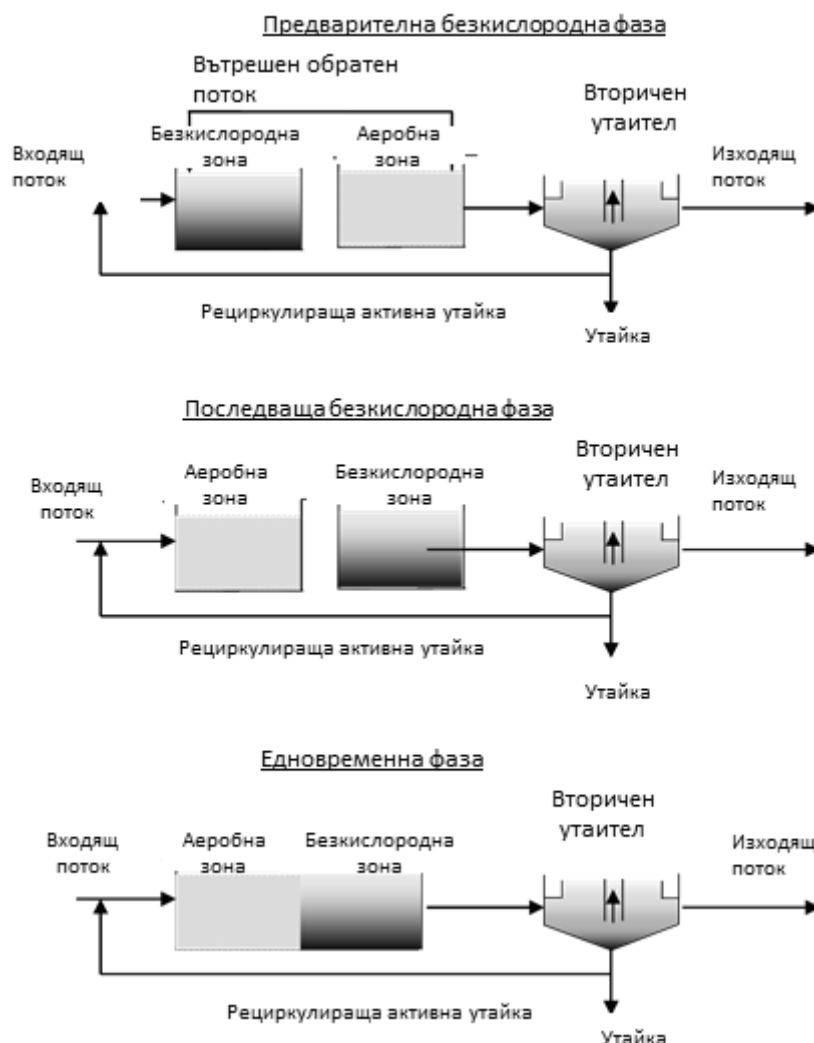 Предварителна безкислородна фаза
Вътрешен обратен
поток
Вторичен
утаител
Безкислородна
зона
Аеробна
зона
Входящ
поток
Изходящ
поток
Рециркулираща активна утайка
Утайка
Последваща безкислородна фаза
Вторичен
утаител
Аеробна
зона
Безкислородна
зона
Входящ
поток
Изходящ
поток
Рециркулираща активна утайка
Утайка
Едновременна фаза
Вторичен
утаител
Входящ
поток
Аеробна
зона
Безкислородна
зона
Изходящ
поток
Рециркулираща активна утайка
Утайка